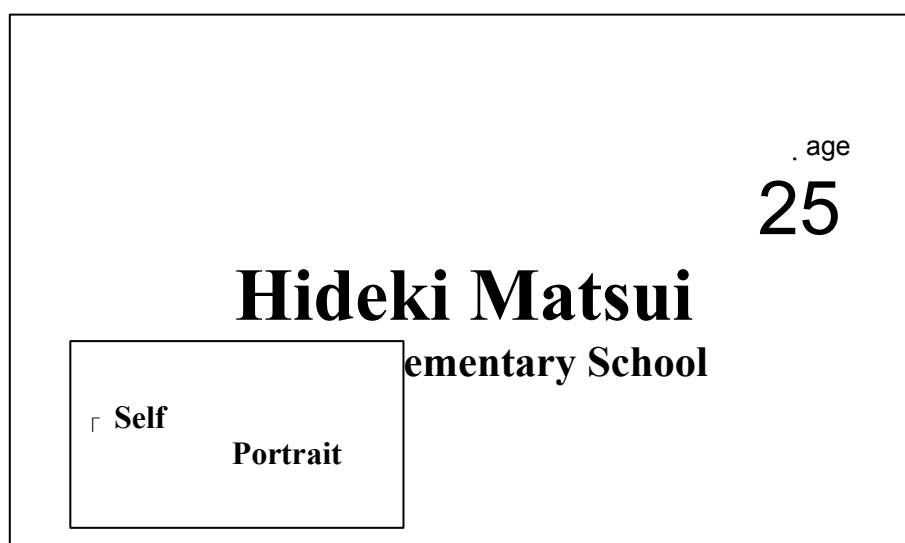 . age
25
Hideki Matsui
ementary School
┌ Self
Portrait